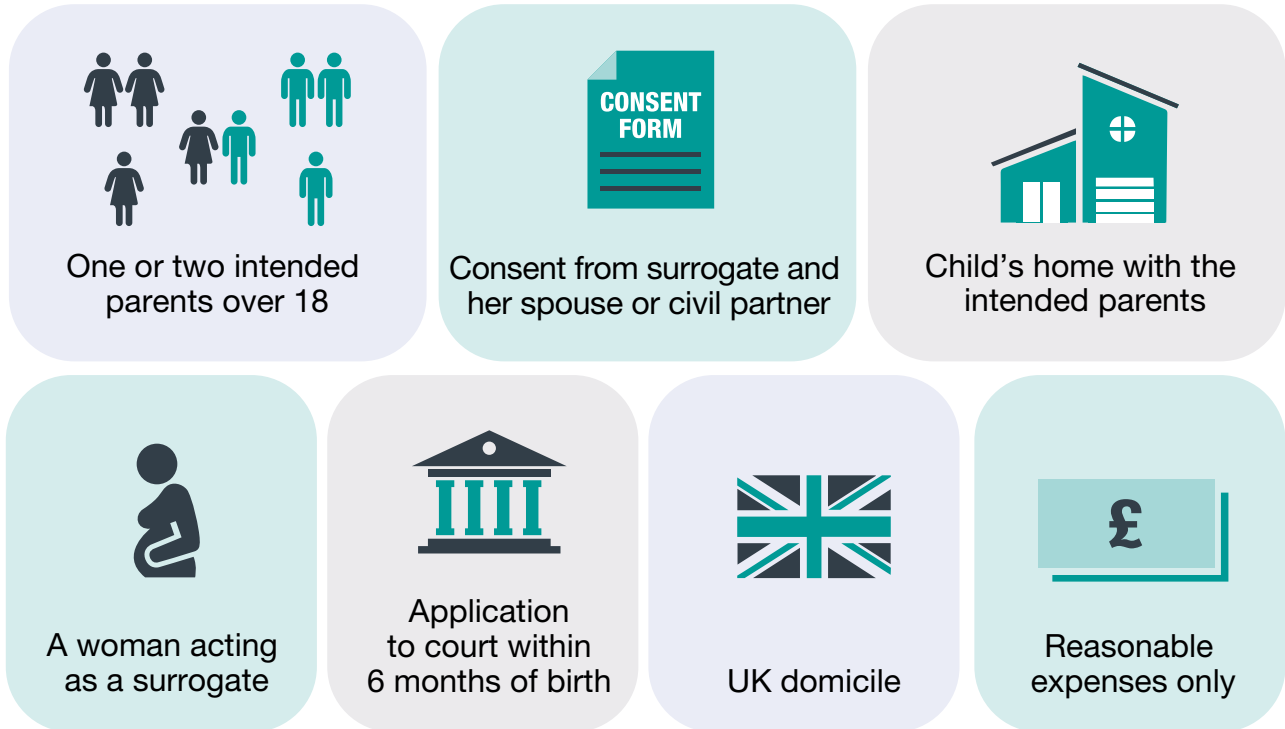 One or two intended
parents over 18
CONSENT
FORM
Consent from surrogate and
her spouse or civil partner
Child’s home with the
intended parents
A woman acting
as a surrogate
Application
to court within
6 months of birth
UK domicile
£
Reasonable
expenses only